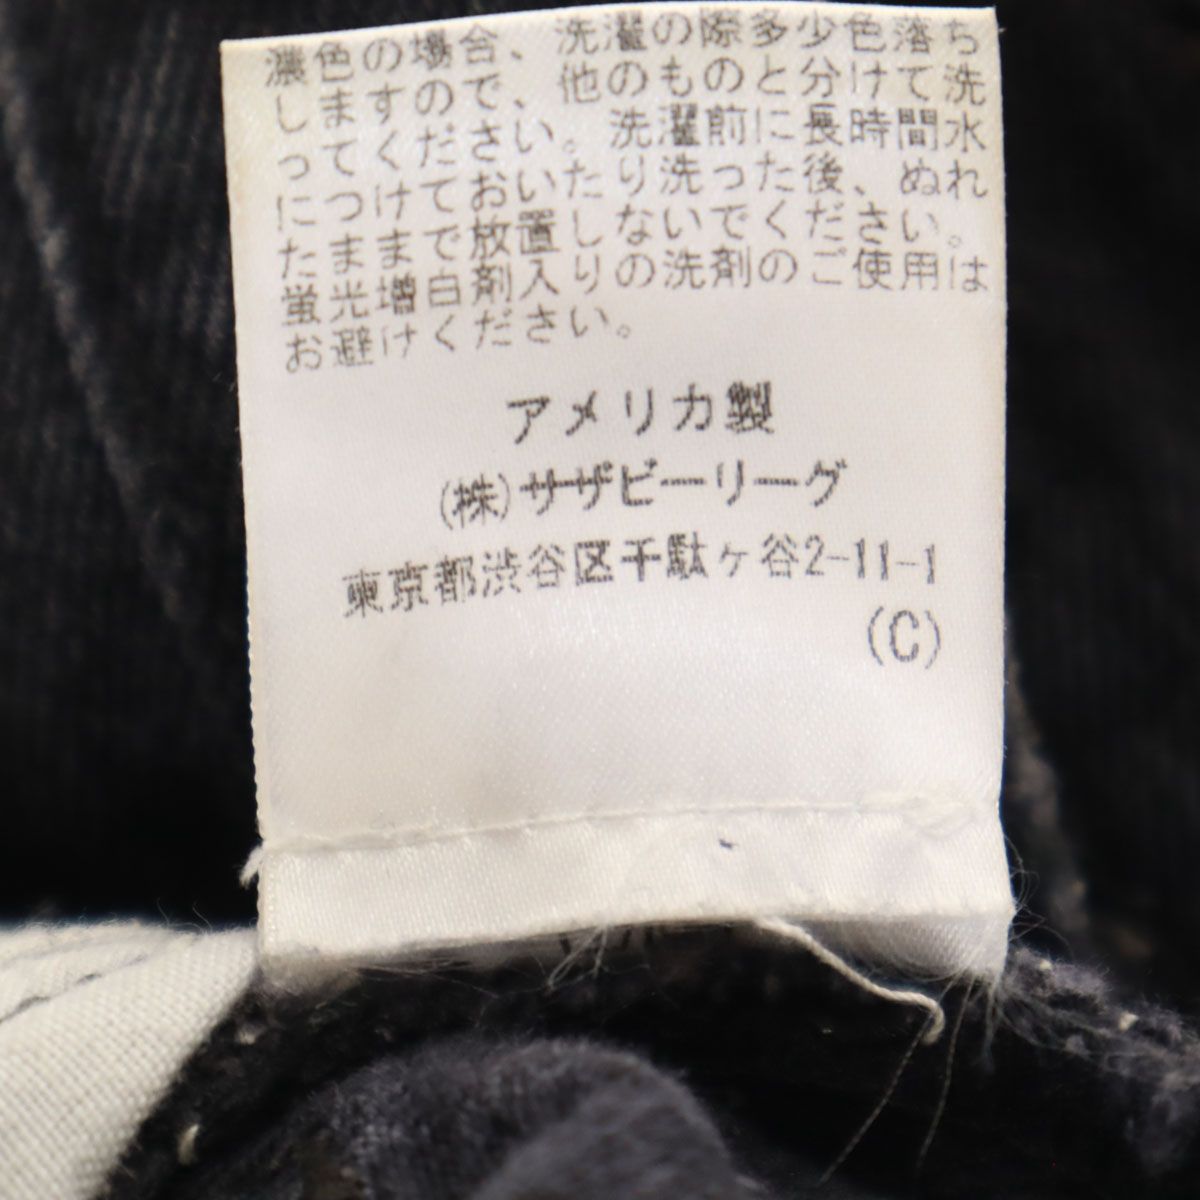 濃色の場合、洗濯の際多少色落ち
しますので、他のものと分けて洗
ってください。洗濯前に長時間水
につけておいたり洗った後、ぬれ
たままで放置しないでください。
蛍光増白剤入りの洗剤のご使用は
お避けください。
アメリカ製
(株)サザビーリーグ
東京都渋谷区千駄ヶ谷2-11-1
(C)